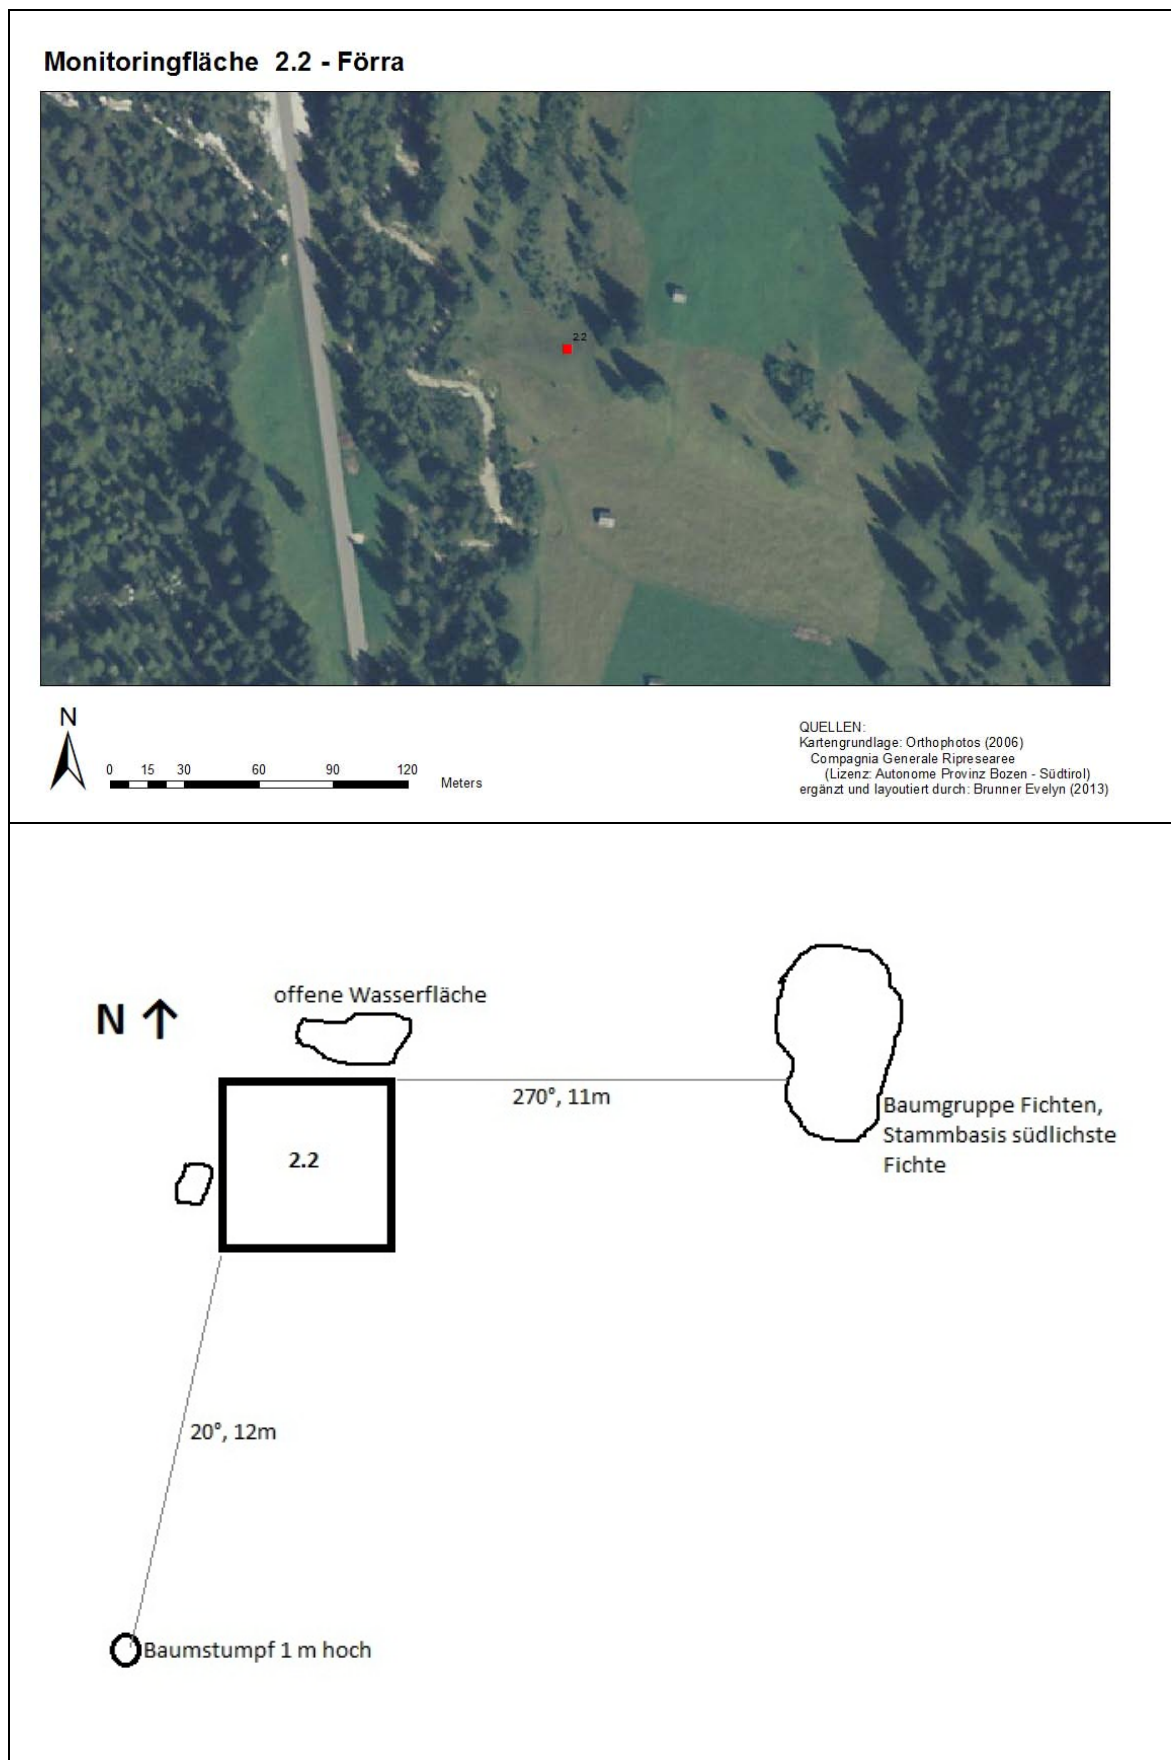 Monitoringfläche 2.2 - Förra
2.2
N
0 15 30 60 90 120
Meters
QUELLEN:
Kartengrundlage: Orthophotos (2006)
Compagnia Generale Ripresearee
(Lizenz: Autonome Provinz Bozen - Südtirol)
ergänzt und layoutiert durch: Brunner Evelyn (2013)
offene Wasserfläche
N ↑
270°, 11m
Baumgruppe Fichten,
Stammbasis südlichste
Fichte
2.2
20°, 12m
Baumstumpf 1 m hoch